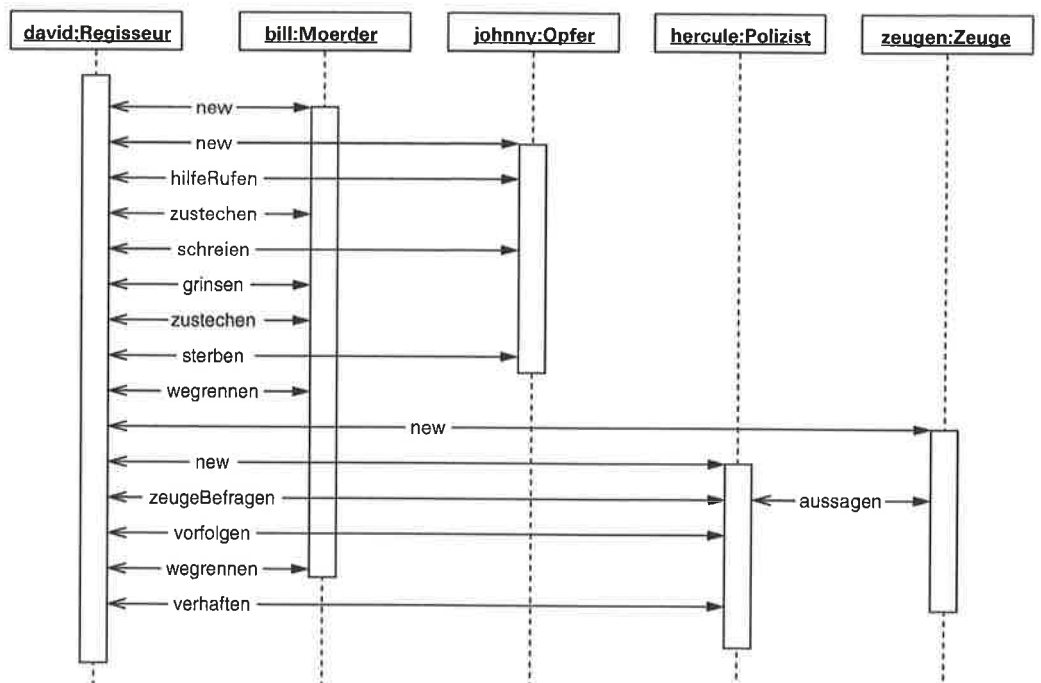 david:Regisseur
bill:Moerder
johnny:Opfer
hercule:Polizist
zeugen:Zeuge
new
new
hilfeRufen
zustechen
schreien
grinsen
zustechen
sterben
wegrennen
new
new
zeugeBefragen
aussagen
vorfolgen
wegrennen
verhaften